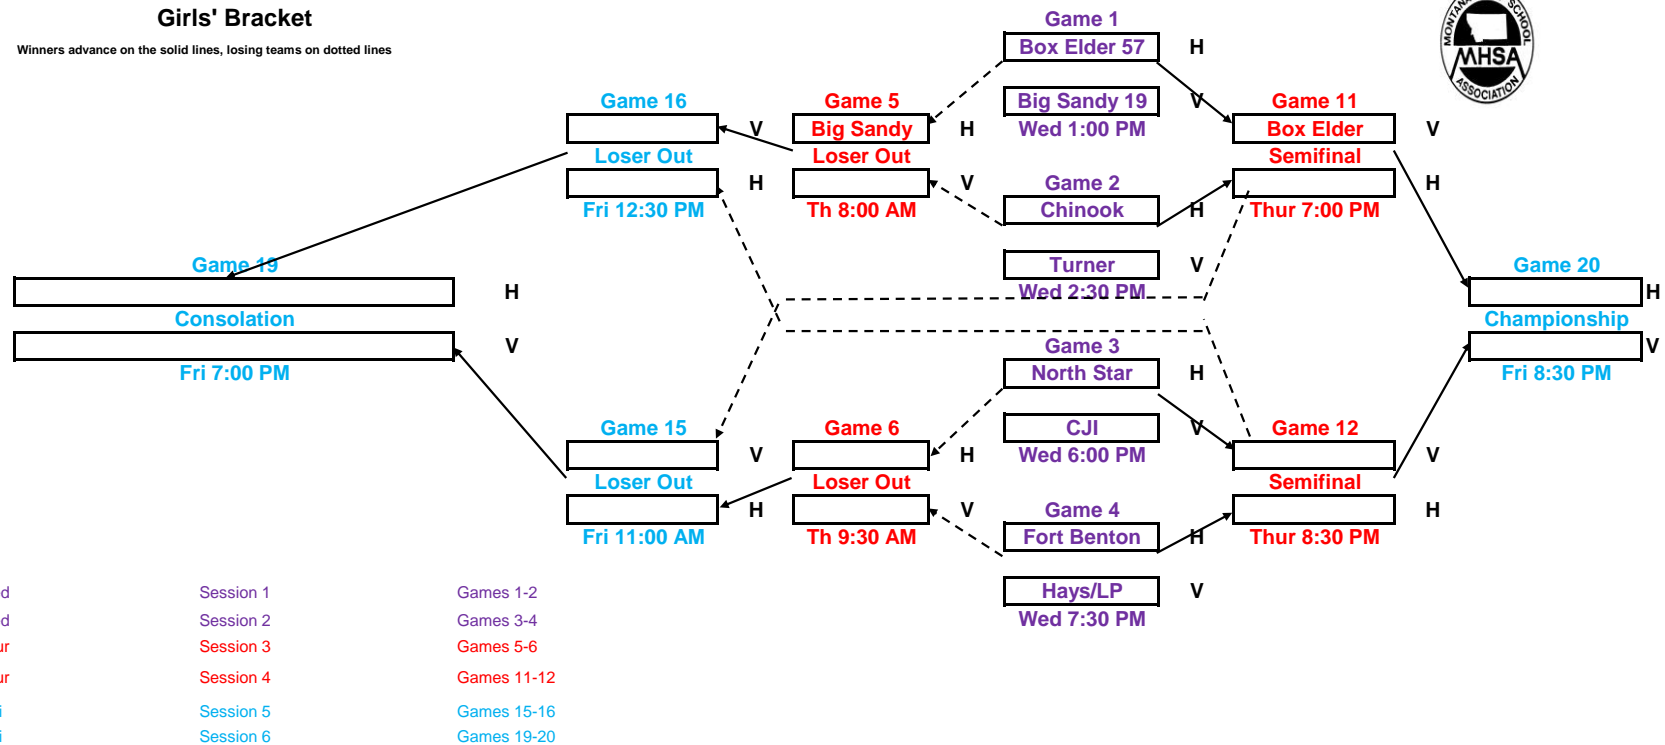 Girls' Bracket
Winners advance on the solid lines, losing teams on dotted lines
MONTANA SCHOOL
MHSA
ASSOCIATION
Game 1
Box Elder 57 H
Big Sandy 19 V
Wed 1:00 PM
Game 16
V
Loser Out
H
Fri 12:30 PM
Game 5
Big Sandy H
Loser Out
V
Th 8:00 AM
Game 11
Box Elder V
Semifinal
H
Thur 7:00 PM
Game 2
Chinook H
Turner V
Wed 2:30 PM
Game 19
H
Consolation
V
Fri 7:00 PM
Game 20
H
Championship
V
Fri 8:30 PM
Game 3
North Star H
CJI V
Wed 6:00 PM
Game 15
V
Loser Out
H
Fri 11:00 AM
Game 6
H
Loser Out
V
Th 9:30 AM
Game 12
V
Semifinal
H
Thur 8:30 PM
Game 4
Fort Benton H
Hays/LP V
Wed 7:30 PM
Session 1 Games 1-2
Session 2 Games 3-4
Session 3 Games 5-6
Session 4 Games 11-12
Session 5 Games 15-16
Session 6 Games 19-20